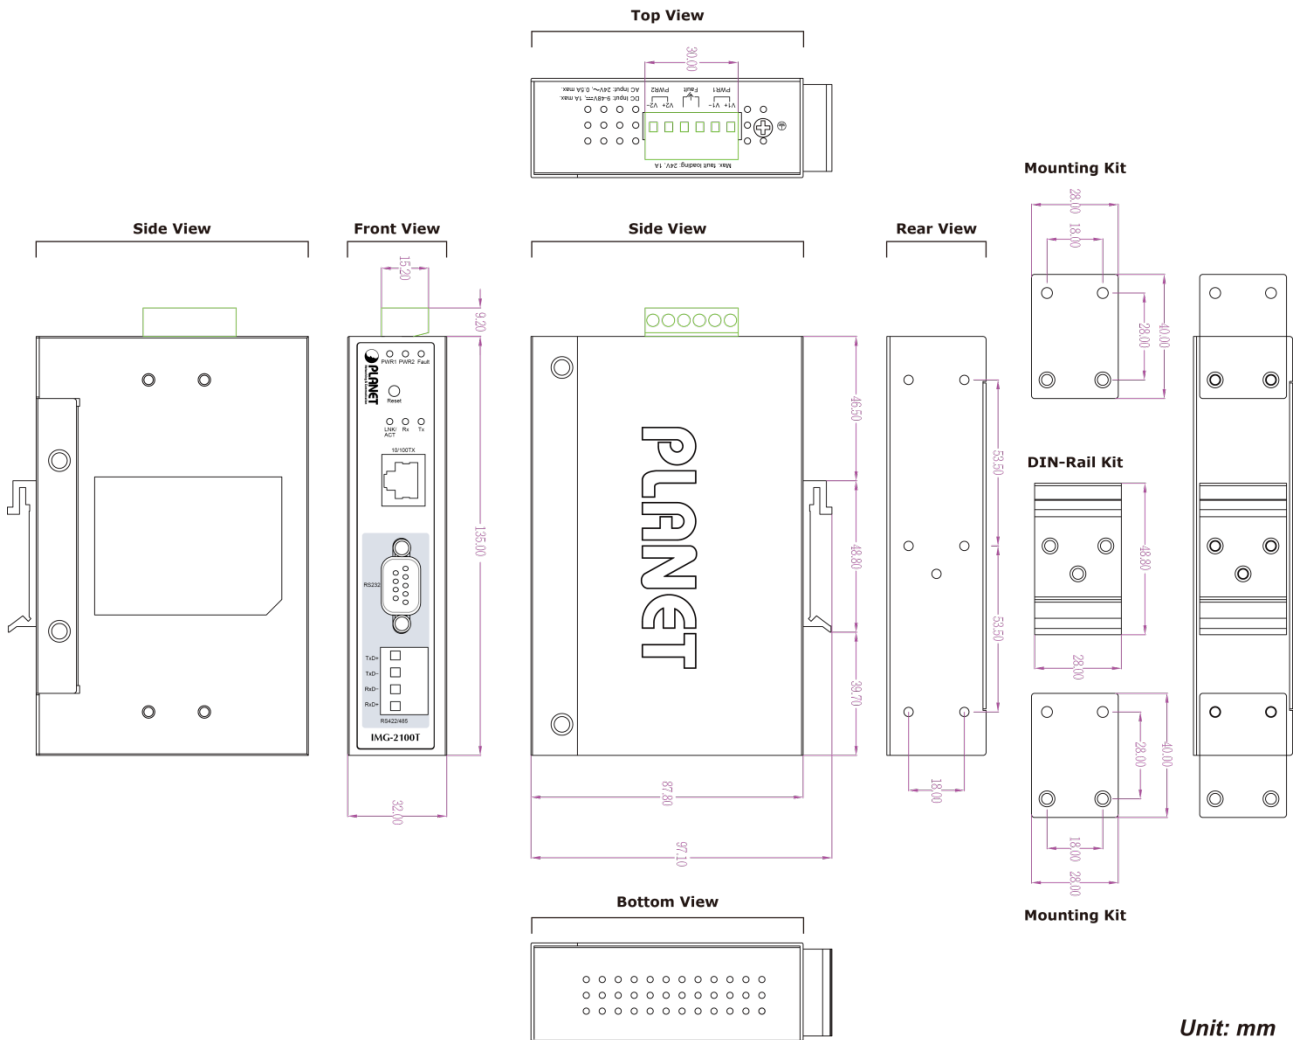 Top View
30.00
DC Input: 9-48V⎓, 1A max.
AC Input: 24V~, 0.5A max.
PWR2 Fault PWR1
V2- V2+ V1- V1+
Max. fault loading: 24V, 1A
Mounting Kit
28.00
18.00
28.00
40.00
Side View
Front View
Side View
Rear View
15.20
9.20
PWR1 PWR2 Fault
PLANET
Reset
LNK/ACT Rx Tx
10/100TX
RS232
TxD+
TxD-
RxD-
RxD+
RS422/485
IMG-2100T
135.00
32.00
PLANET
46.50
48.80
39.70
87.80
97.10
53.50
53.50
18.00
DIN-Rail Kit
48.80
28.00
28.00
40.00
18.00
28.00
Mounting Kit
Bottom View
Unit: mm